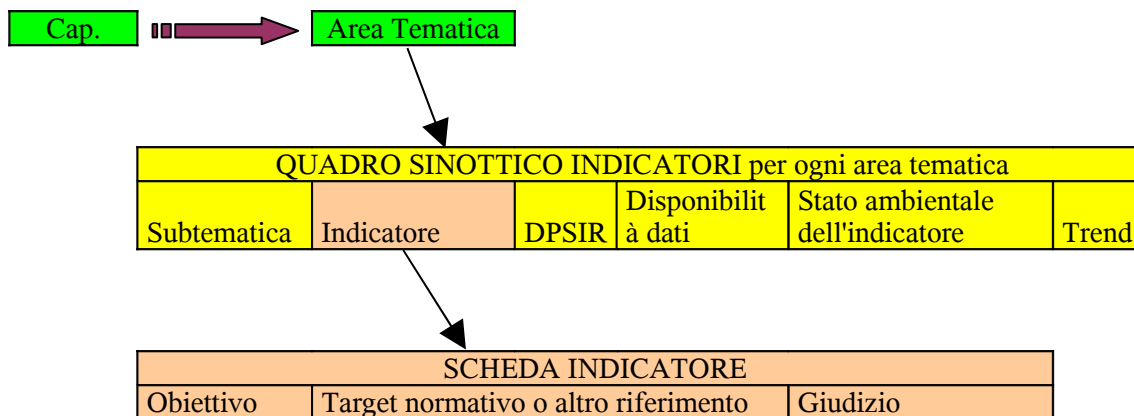 Cap. Area Tematica
QUADRO SINOTTICO INDICATORI per ogni area tematica
Subtematica Indicatore DPSIR Disponibilit à dati Stato ambientale dell'indicatore Trend
SCHEDA INDICATORE
Obiettivo Target normativo o altro riferimento Giudizio